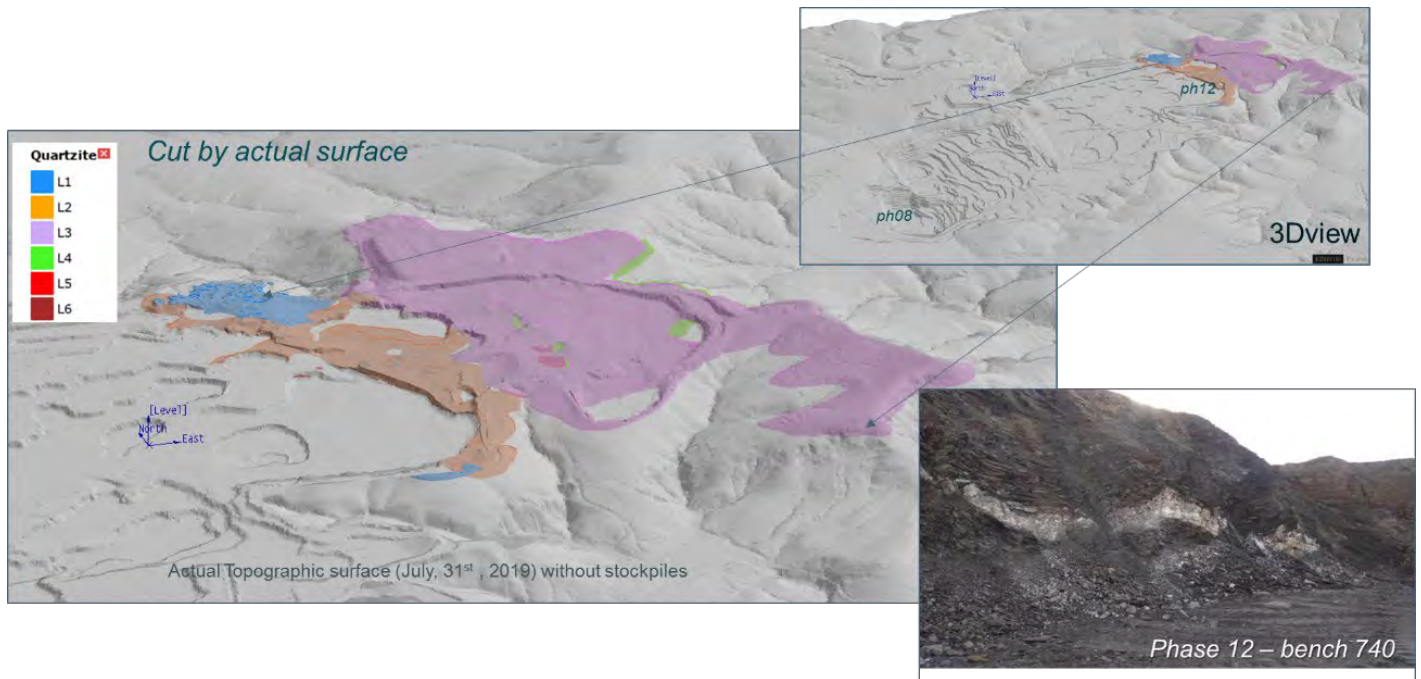 Quartzite
L1
L2
L3
L4
L5
L6
Cut by actual surface
[Level]
North
East
Actual Topographic surface (July, 31st , 2019) without stockpiles
[Level]
North
East
ph12
ph08
3Dview
Phase 12 – bench 740